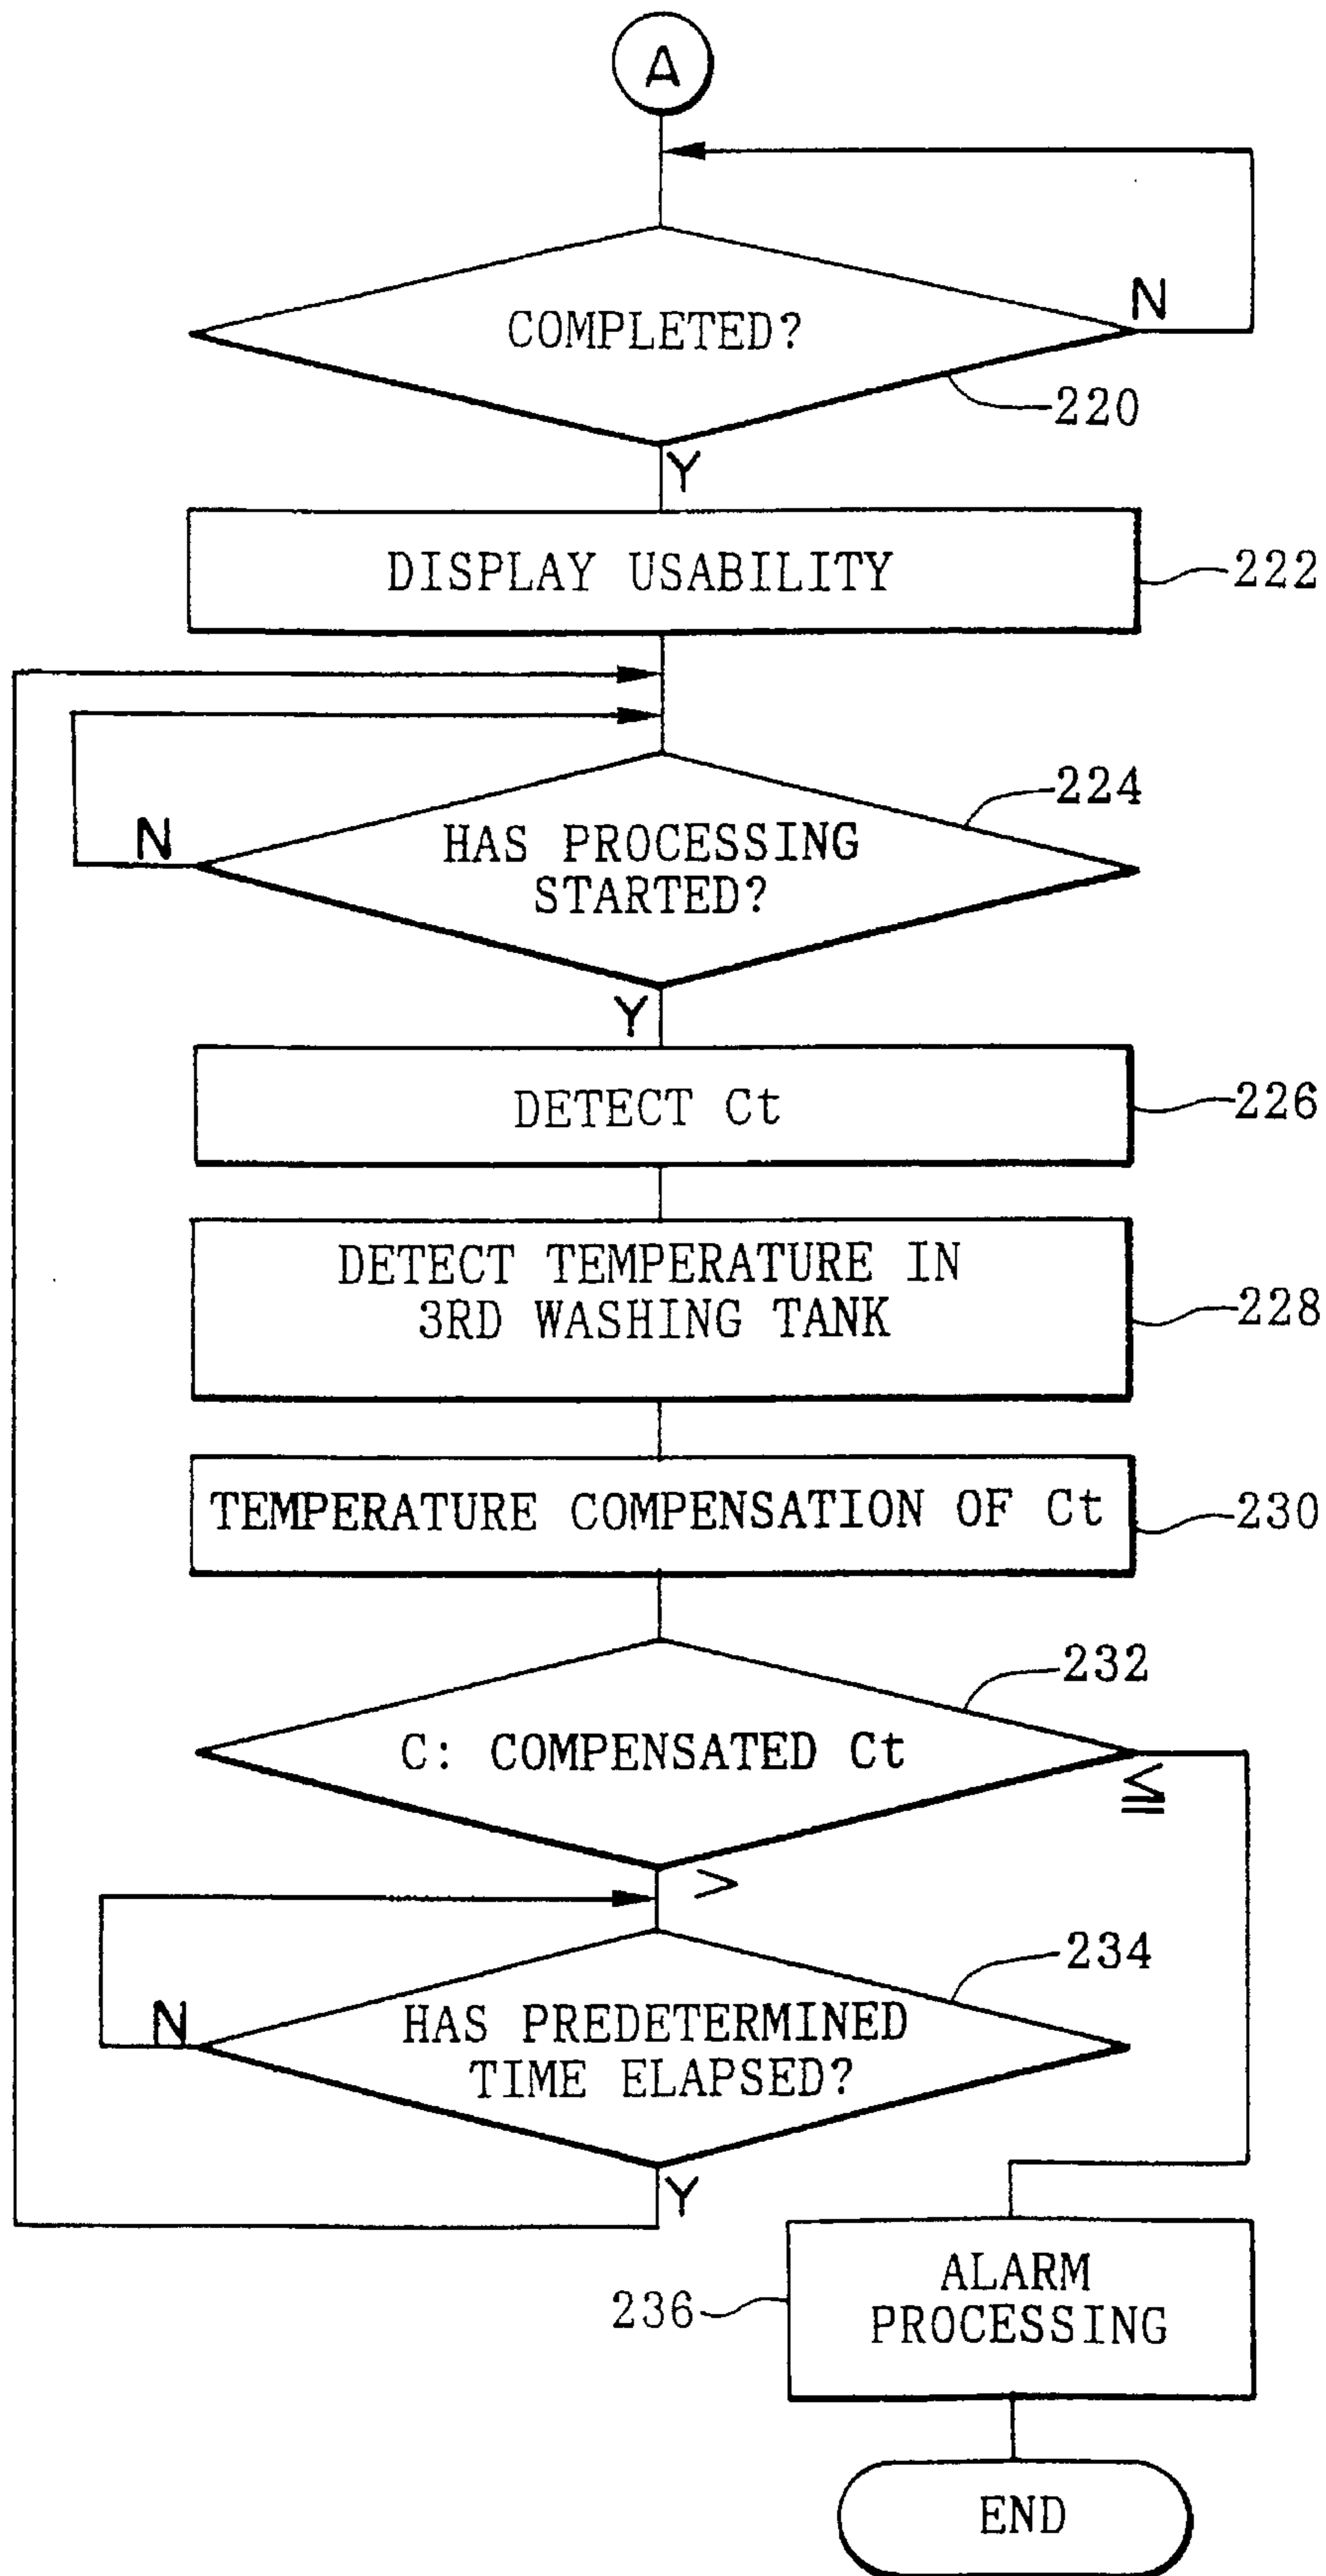 A
COMPLETED?
N
220
Y
DISPLAY USABILITY
222
224
HAS PROCESSING
STARTED?
N
Y
DETECT Ct
226
DETECT TEMPERATURE IN
3RD WASHING TANK
228
TEMPERATURE COMPENSATION OF Ct
230
232
C: COMPENSATED Ct
≦
>
234
N
HAS PREDETERMINED
TIME ELAPSED?
Y
ALARM
PROCESSING
236
END